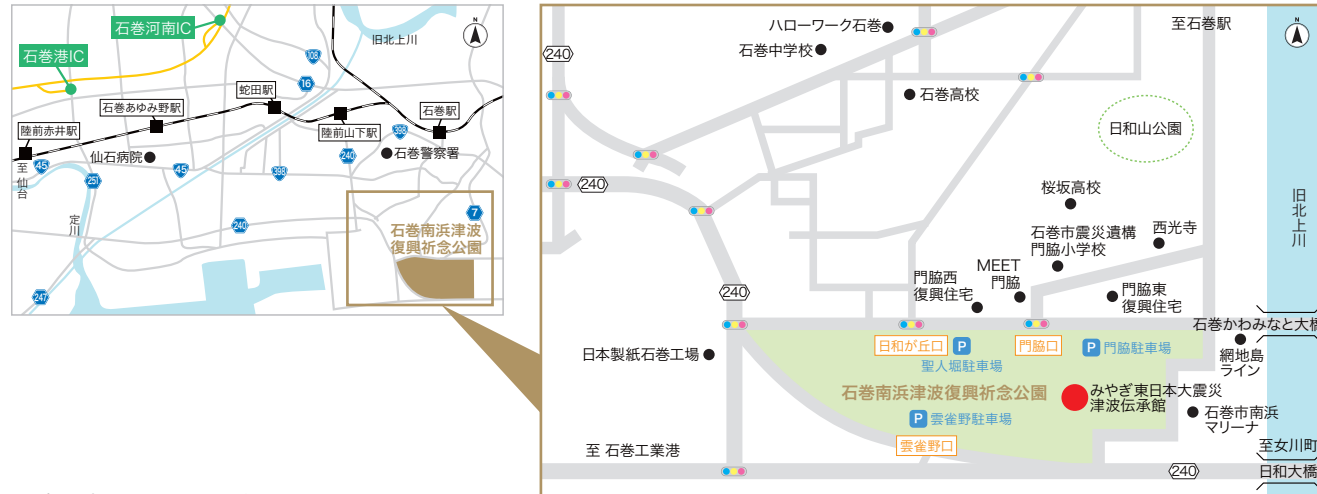 石巻河南IC
石巻港IC
旧北上川
N
108
16
蛇田駅
石巻あゆみ野駅
石巻駅
陸前赤井駅
陸前山下駅
398
240
仙石病院
石巻警察署
至 仙台
45
45
398
251
定川
240
7
石巻南浜津波
復興祈念公園
247
ハローワーク石巻
至石巻駅
N
240
石巻中学校
石巻高校
日和山公園
240
桜坂高校
旧北上川
石巻市震災遺構
門脇小学校
西光寺
MEET
門脇
門脇西
復興住宅
門脇東
復興住宅
240
石巻かわみなと大橋
日和が丘口
P
門脇口
P 門脇駐車場
聖人堀駐車場
日本製紙石巻工場
網地島
ライン
石巻南浜津波復興祈念公園
みやぎ東日本大震災
津波伝承館
P 雲雀野駐車場
石巻市南浜
マリーナ
雲雀野口
至 石巻工業港
至女川町
240
日和大橋